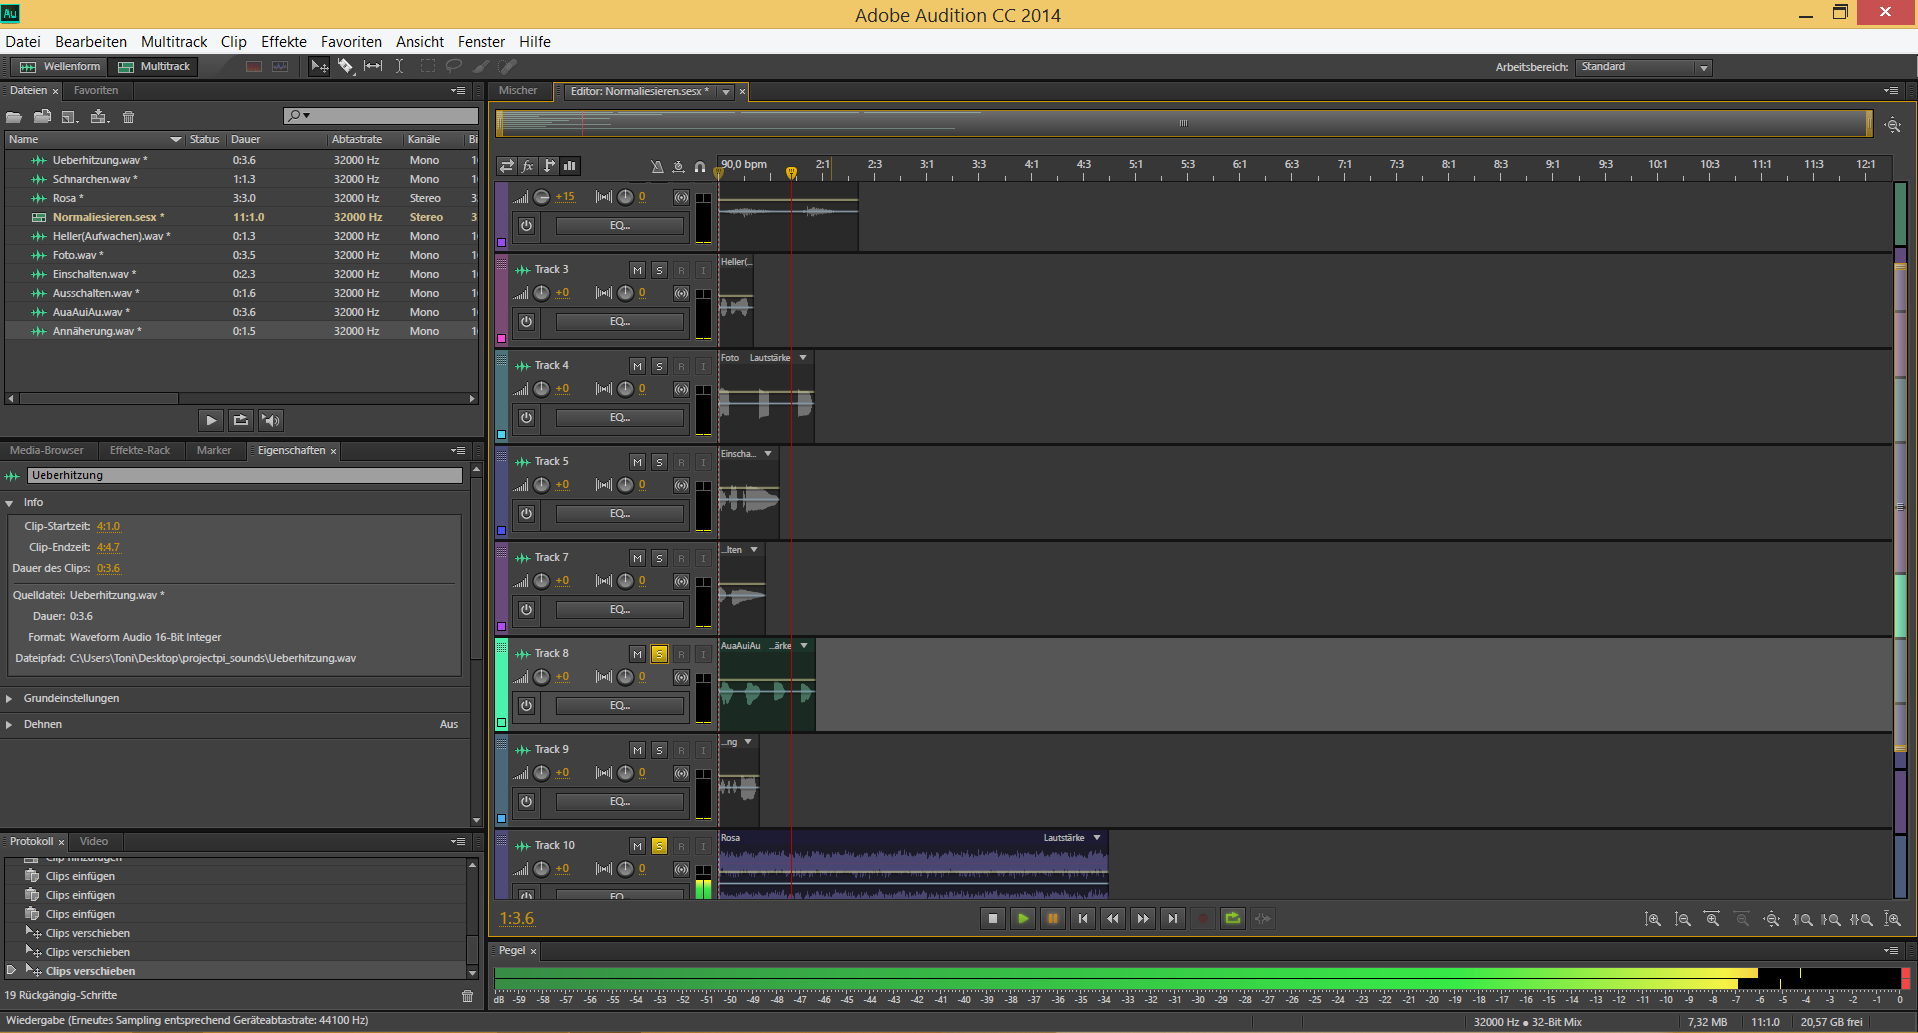 Au Adobe Audition CC 2014
Datei Bearbeiten Multitrack Clip Effekte Favoriten Ansicht Fenster Hilfe
Wellenform Multitrack Arbeitsbereich: Standard
Dateien Favoriten
Name Status Dauer Abtastrate Kanäle Bi
Ueberhitzung.wav * 0:3.6 32000 Hz Mono
Schnarchen.wav * 1:1.3 32000 Hz Mono
Rosa * 3:3.0 32000 Hz Stereo
Normaliesieren.sesx * 11:1.0 32000 Hz Stereo
Heller(Aufwachen).wav * 0:1.3 32000 Hz Mono
Foto.wav * 0:3.5 32000 Hz Mono
Einschalten.wav * 0:2.3 32000 Hz Mono
Ausschalten.wav * 0:1.6 32000 Hz Mono
AuaAuiAu.wav * 0:3.6 32000 Hz Mono
Annäherung.wav * 0:1.5 32000 Hz Mono
Media-Browser Effekte-Rack Marker Eigenschaften
Ueberhitzung
Info
Clip-Startzeit: 4:1.0
Clip-Endzeit: 4:4.7
Dauer des Clips: 0:3.6
Quelldatei: Ueberhitzung.wav *
Dauer: 0:3.6
Format: Waveform Audio 16-Bit Integer
Dateipfad: C:\Users\Toni\Desktop\projectpi_sounds\Ueberhitzung.wav
Grundeinstellungen
Dehnen Aus
Protokoll Video
Clip hinzufügen
Clips einfügen
Clips einfügen
Clips einfügen
Clips verschieben
Clips verschieben
Clips verschieben
19 Rückgängig-Schritte
Mischer Editor: Normaliesieren.sesx *
fx 90,0 bpm 2:1 2:3 3:1 3:3 4:1 4:3 5:1 5:3 6:1 6:3 7:1 7:3 8:1 8:3 9:1 9:3 10:1 10:3 11:1 11:3 12:1
+15 0
EQ...
Track 3 M S R I Heller(...
+0 0
EQ...
Track 4 M S R I Foto Lautstärke
+0 0
EQ...
Track 5 M S R I Einscha...
+0 0
EQ...
Track 7 M S R I ...lten
+0 0
EQ...
Track 8 M S R I AuaAuiAu ...ärke
+0 0
EQ...
Track 9 M S R I ...ng
+0 0
EQ...
Track 10 M S R I Rosa Lautstärke
+0 0
EQ...
1:3.6
Pegel
dB -59 -58 -57 -56 -55 -54 -53 -52 -51 -50 -49 -48 -47 -46 -45 -44 -43 -42 -41 -40 -39 -38 -37 -36 -35 -34 -33 -32 -31 -30 -29 -28 -27 -26 -25 -24 -23 -22 -21 -20 -19 -18 -17 -16 -15 -14 -13 -12 -11 -10 -9 -8 -7 -6 -5 -4 -3 -2 -1 0
Wiedergabe (Erneutes Sampling entsprechend Geräteabtastrate: 44100 Hz) 32000 Hz • 32-Bit Mix 7,32 MB 11:1.0 20,57 GB frei